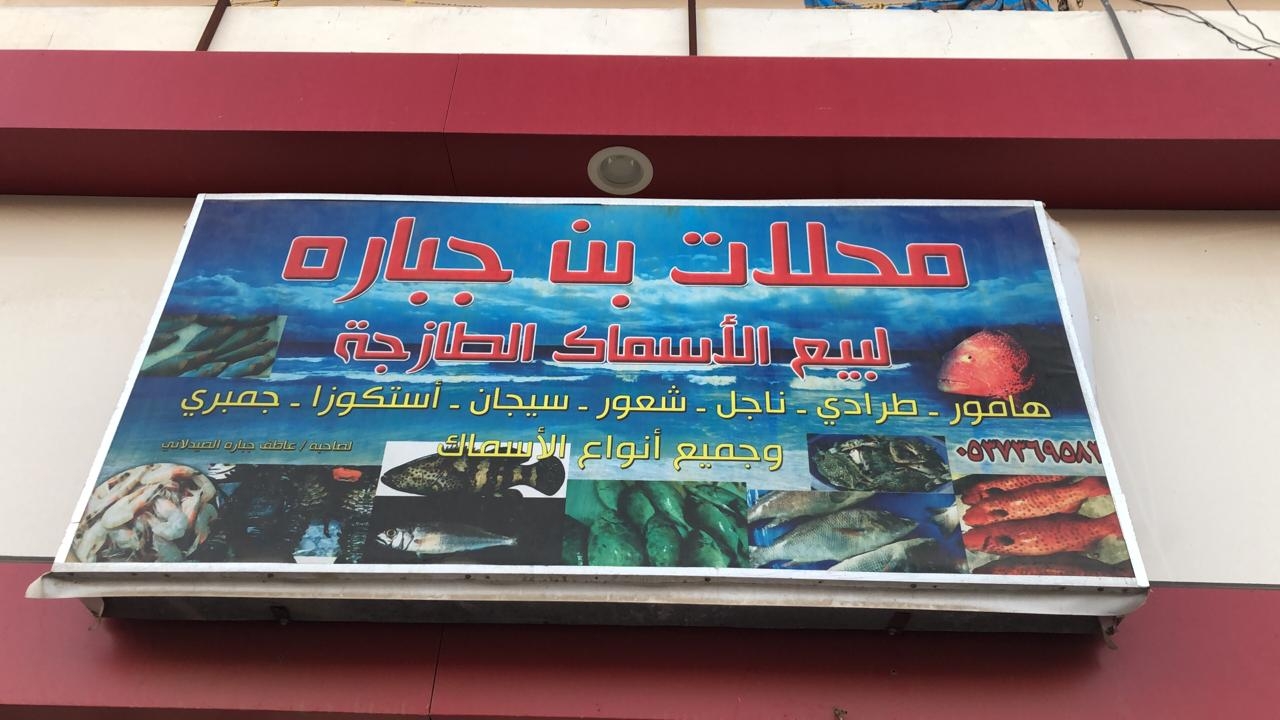 محلات بن جباره
لبيع الأسماك الطازجة
هامور - طرادي - ناجل - شعور - سيجان - أستكوزا - جمبري
وجميع أنواع الأسماك
لصاحبه / عاطف جباره الصيدلاني